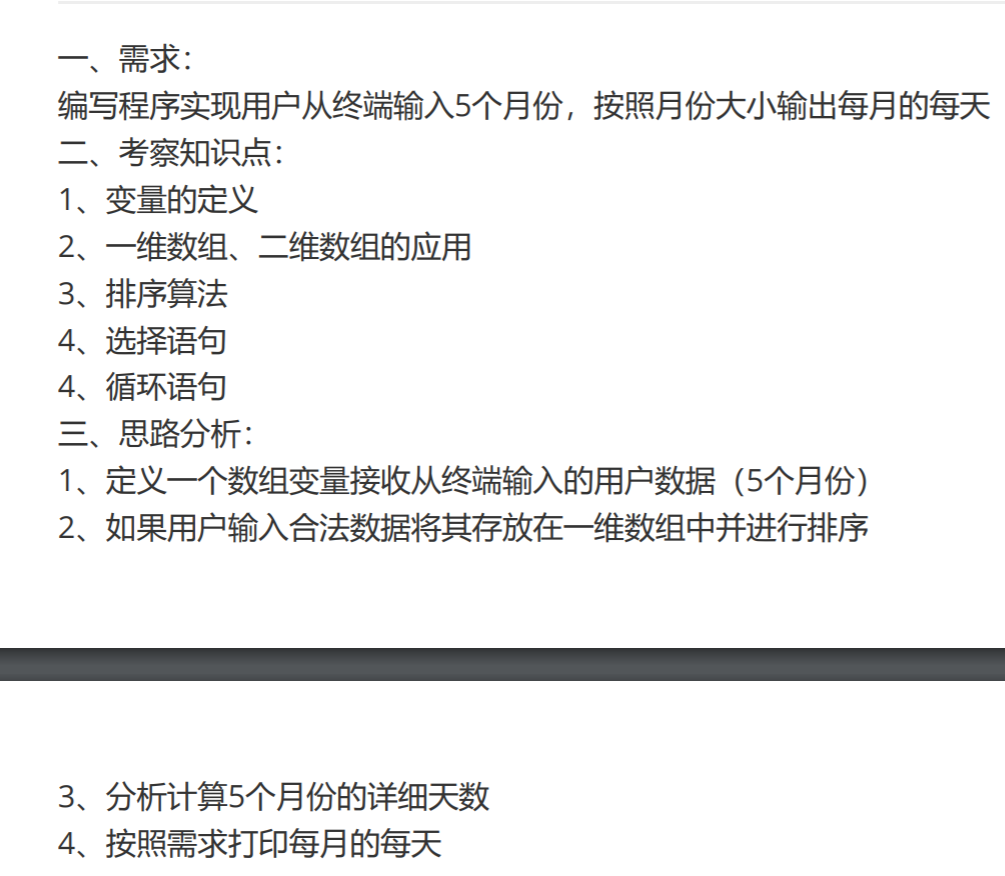 一、需求：
编写程序实现用户从终端输入5个月份，按照月份大小输出每月的每天
二、考察知识点：
1、变量的定义
2、一维数组、二维数组的应用
3、排序算法
4、选择语句
4、循环语句
三、思路分析：
1、定义一个数组变量接收从终端输入的用户数据（5个月份）
2、如果用户输入合法数据将其存放在一维数组中并进行排序
3、分析计算5个月份的详细天数
4、按照需求打印每月的每天